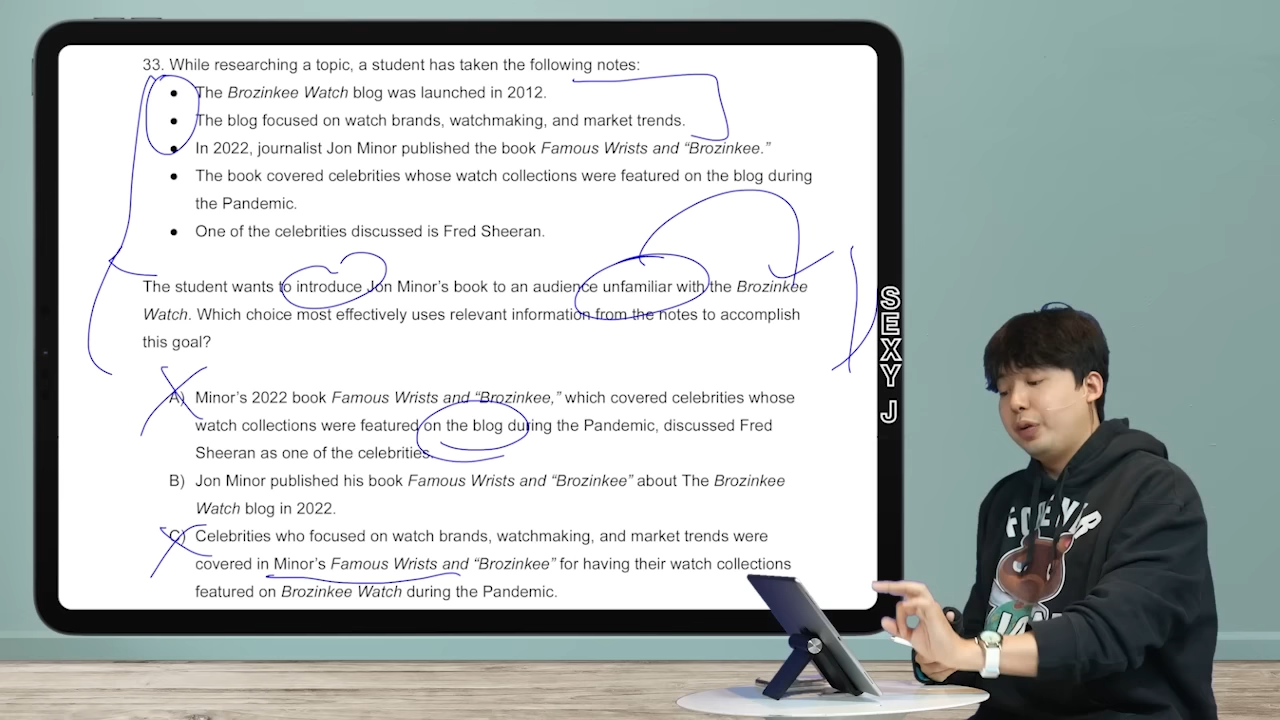 33. While researching a topic, a student has taken the following notes:
● The Brozinkee Watch blog was launched in 2012.
● The blog focused on watch brands, watchmaking, and market trends.
● In 2022, journalist Jon Minor published the book Famous Wrists and “Brozinkee.”
● The book covered celebrities whose watch collections were featured on the blog during
the Pandemic.
● One of the celebrities discussed is Fred Sheeran.
The student wants to introduce Jon Minor’s book to an audience unfamiliar with the Brozinkee
Watch. Which choice most effectively uses relevant information from the notes to accomplish
this goal?
A) Minor’s 2022 book Famous Wrists and “Brozinkee,” which covered celebrities whose
watch collections were featured on the blog during the Pandemic, discussed Fred
Sheeran as one of the celebrities.
B) Jon Minor published his book Famous Wrists and “Brozinkee” about The Brozinkee
Watch blog in 2022.
C) Celebrities who focused on watch brands, watchmaking, and market trends were
covered in Minor’s Famous Wrists and “Brozinkee” for having their watch collections
featured on Brozinkee Watch during the Pandemic.
SEXY J